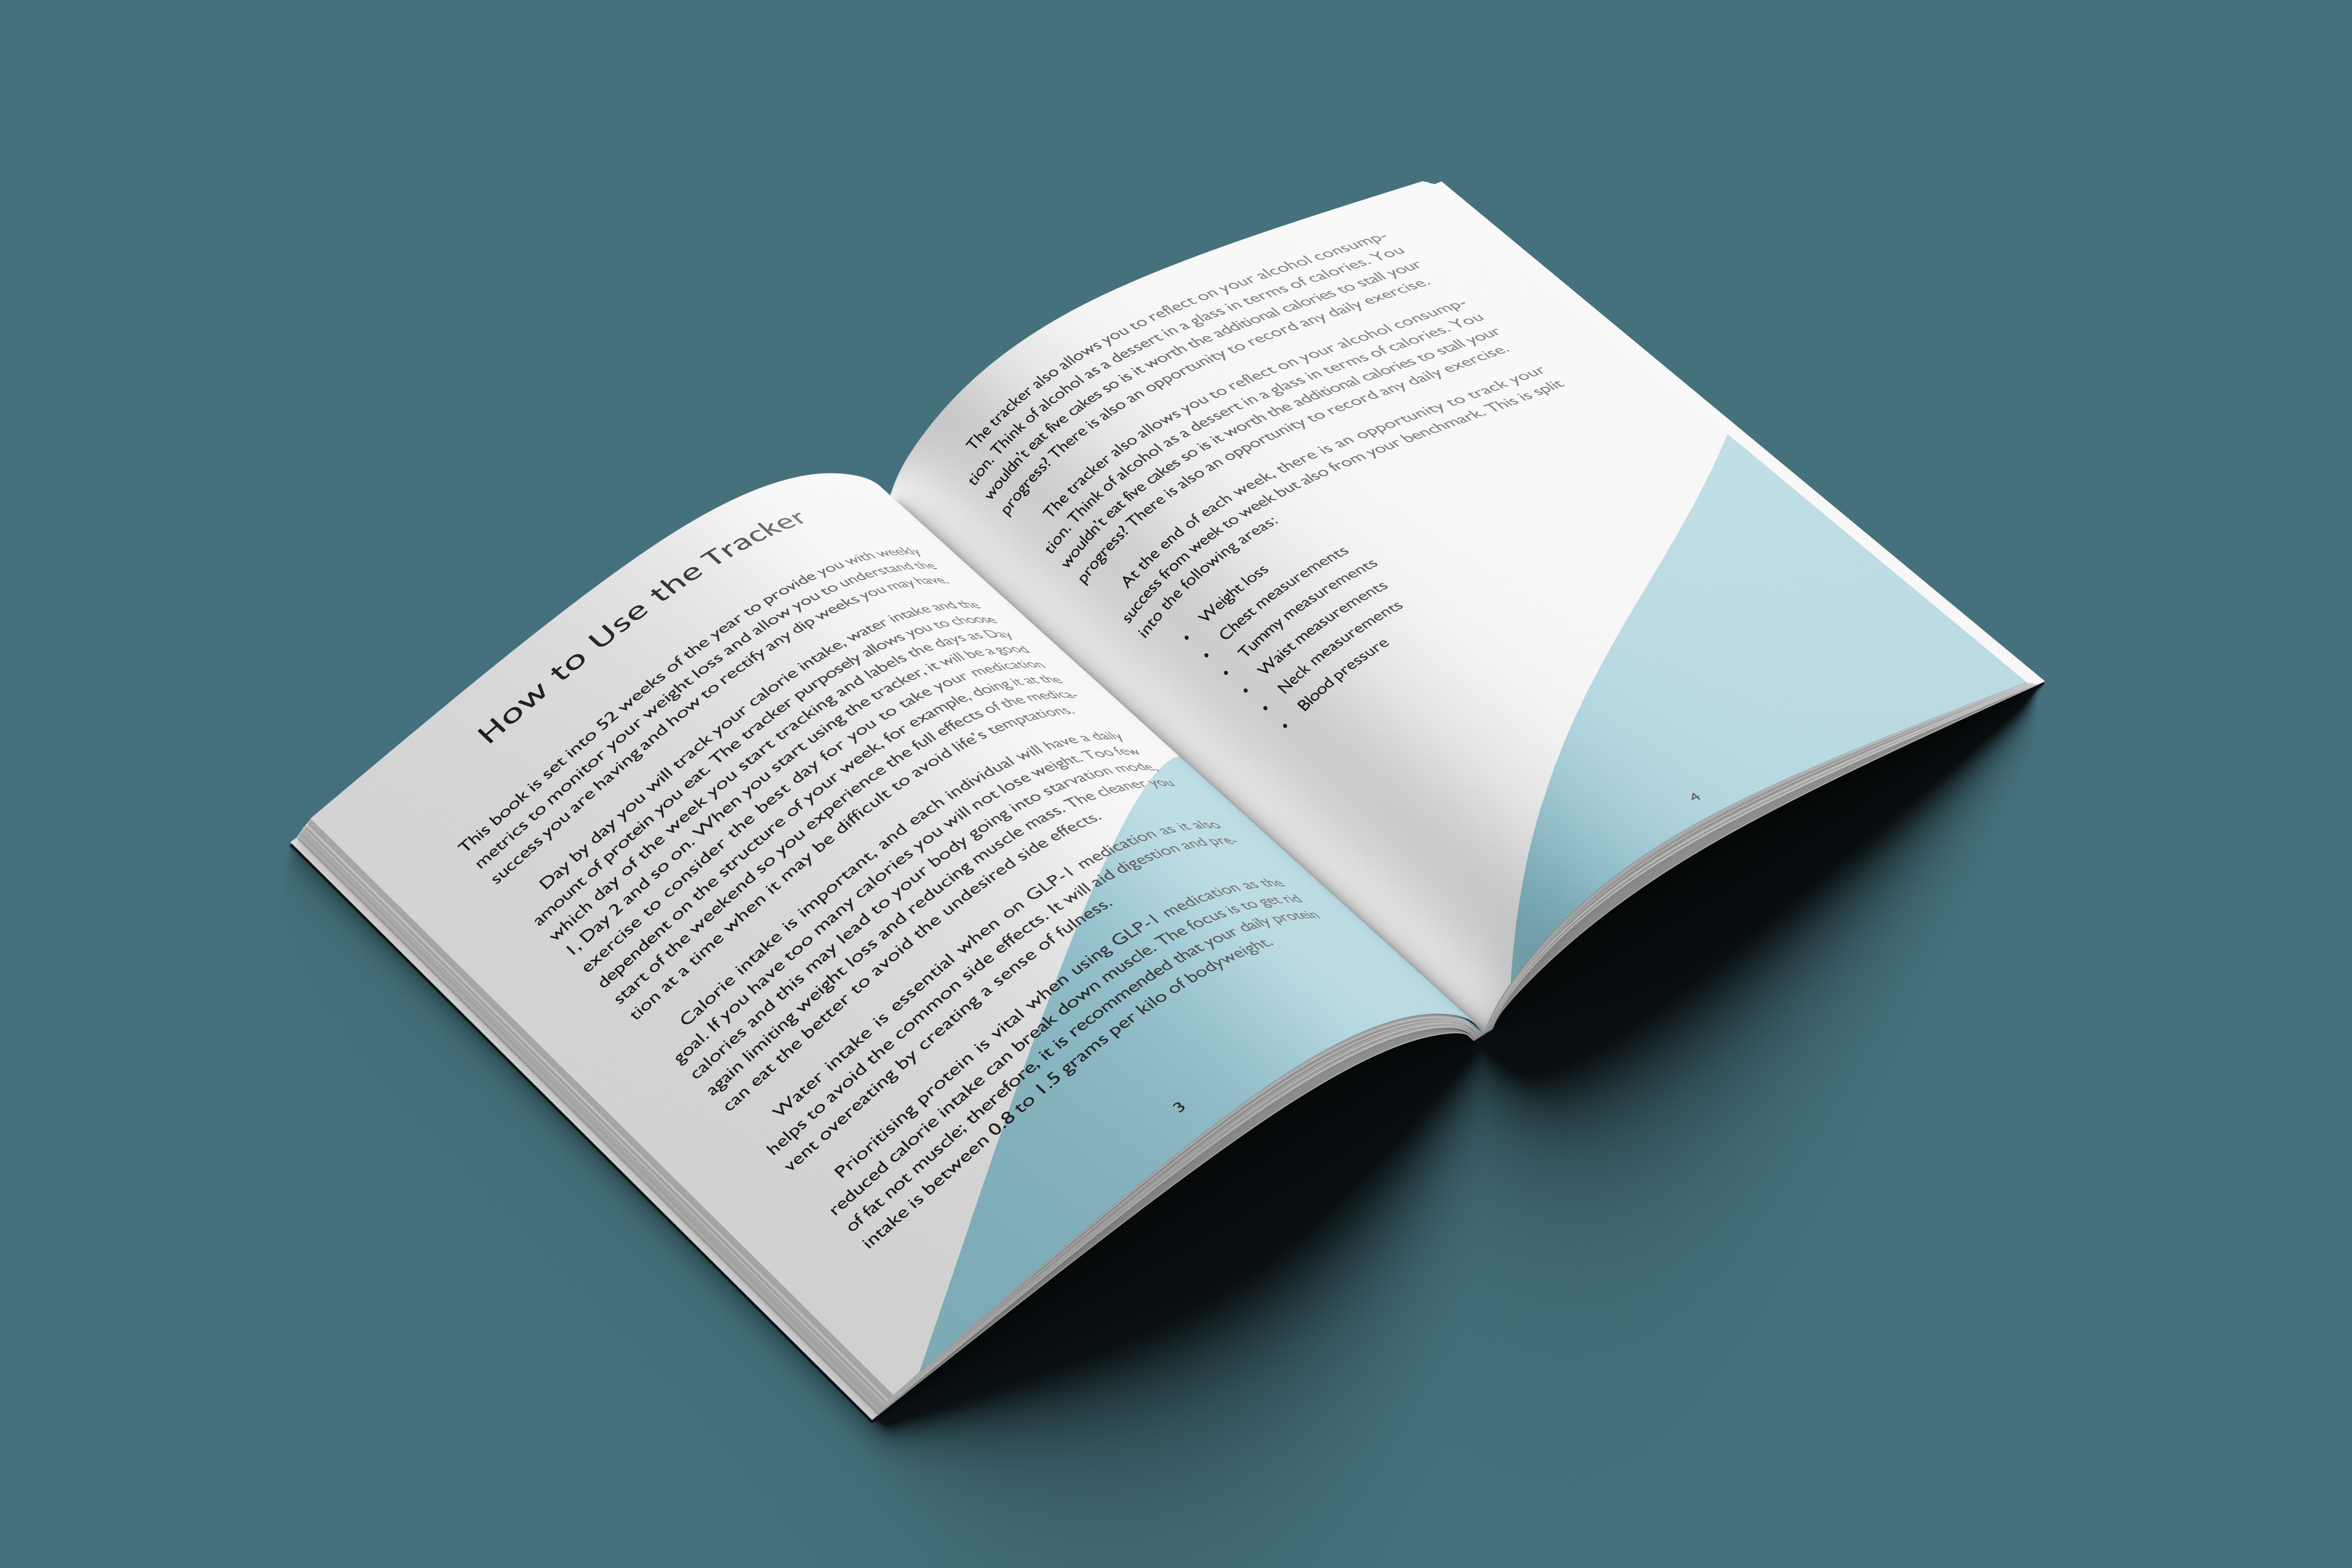 How to Use the Tracker
This book is set into 52 weeks of the year to provide you with weekly
metrics to monitor your weight loss and allow you to understand the
success you are having and how to rectify any dip weeks you may have.
Day by day you will track your calorie intake, water intake and the
amount of protein you eat. The tracker purposely allows you to choose
which day of the week you start tracking and labels the days as Day
1, Day 2 and so on. When you start using the tracker, it will be a good
exercise to consider the best day for you to take your medication
dependent on the structure of your week, for example, doing it at the
start of the weekend so you experience the full effects of the medica-
tion at a time when it may be difficult to avoid life's temptations.
Calorie intake is important, and each individual will have a daily
goal. If you have too many calories you will not lose weight. Too few
calories and this may lead to your body going into starvation mode,
again limiting weight loss and reducing muscle mass. The cleaner you
can eat the better to avoid the undesired side effects.
Water intake is essential when on GLP-1 medication as it also
helps to avoid the common side effects. It will aid digestion and pre-
vent overeating by creating a sense of fulness.
Prioritising protein is vital when using GLP-1 medication as the
reduced calorie intake can break down muscle. The focus is to get rid
of fat not muscle; therefore, it is recommended that your daily protein
intake is between 0.8 to 1.5 grams per kilo of bodyweight.
3
The tracker also allows you to reflect on your alcohol consump-
tion. Think of alcohol as a dessert in a glass in terms of calories. You
wouldn't eat five cakes so is it worth the additional calories to stall your
progress? There is also an opportunity to record any daily exercise.
The tracker also allows you to reflect on your alcohol consump-
tion. Think of alcohol as a dessert in a glass in terms of calories. You
wouldn't eat five cakes so is it worth the additional calories to stall your
progress? There is also an opportunity to record any daily exercise.
At the end of each week, there is an opportunity to track your
success from week to week but also from your benchmark. This is split
into the following areas:
• Weight loss
• Chest measurements
• Tummy measurements
• Waist measurements
• Neck measurements
• Blood pressure
4